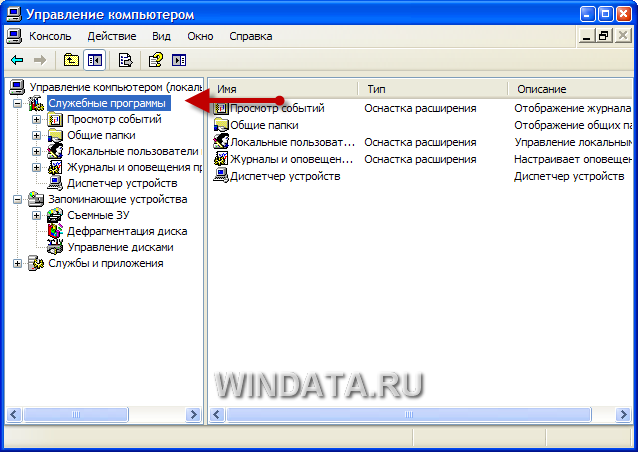 Управление компьютером
Консоль Действие Вид Окно Справка
Управление компьютером (локаль
Служебные программы
Просмотр событий
Общие папки
Локальные пользователи
Журналы и оповещения пр
Диспетчер устройств
Запоминающие устройства
Съемные ЗУ
Дефрагментация диска
Управление дисками
Службы и приложения
Имя Тип Описание
Просмотр событий Оснастка расширения Отображение журнала
Общие папки Отображение общих па
Локальные пользоват... Оснастка расширения Управление локальным
Журналы и оповещен... Оснастка расширения Настраивает оповещен
Диспетчер устройств Диспетчер устройств
WINDATA.RU